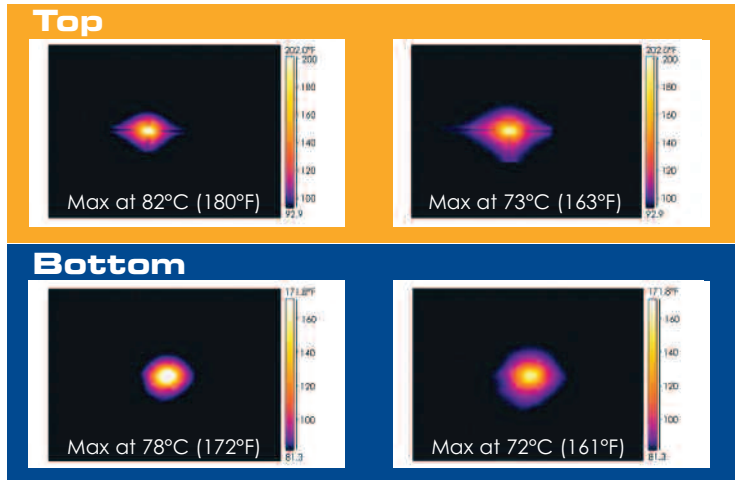 Top
202.0°F
200
180
160
140
120
100
92.9
Max at 82°C (180°F)
202.0°F
200
180
160
140
120
100
92.9
Max at 73°C (163°F)
Bottom
171.8°F
160
140
120
100
81.3
Max at 78°C (172°F)
171.8°F
160
140
120
100
81.3
Max at 72°C (161°F)